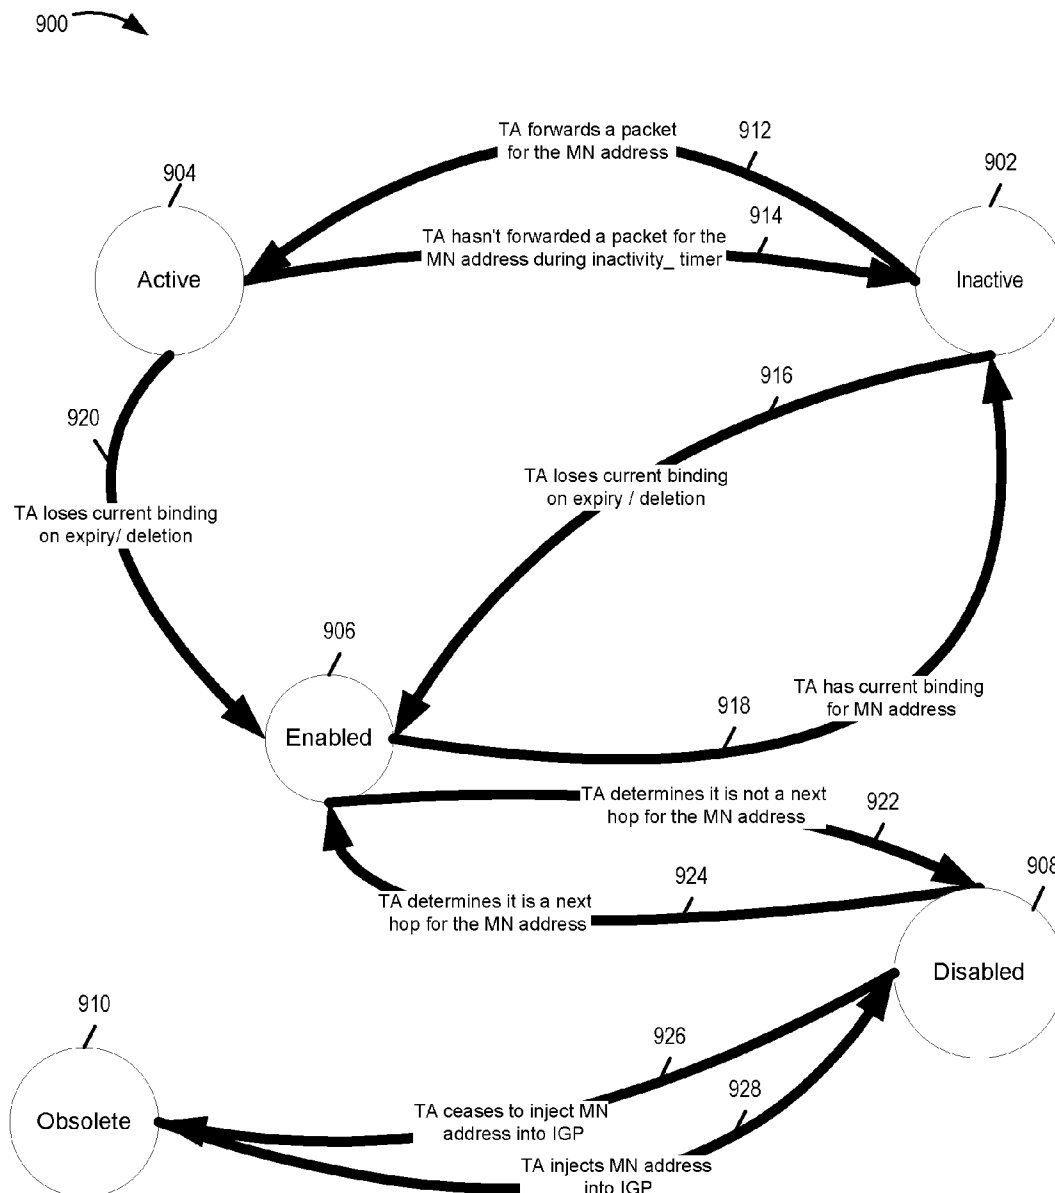 900
TA forwards a packet
for the MN address
912
902
904
914
TA hasn't forwarded a packet for the
MN address during inactivity_ timer
Active
Inactive
916
920
TA loses current binding
on expiry / deletion
TA loses current binding
on expiry/ deletion
906
TA has current binding
for MN address
918
Enabled
TA determines it is not a next
hop for the MN address
922
908
924
TA determines it is a next
hop for the MN address
Disabled
910
926
928
TA ceases to inject MN
address into IGP
Obsolete
TA injects MN address
into IGP